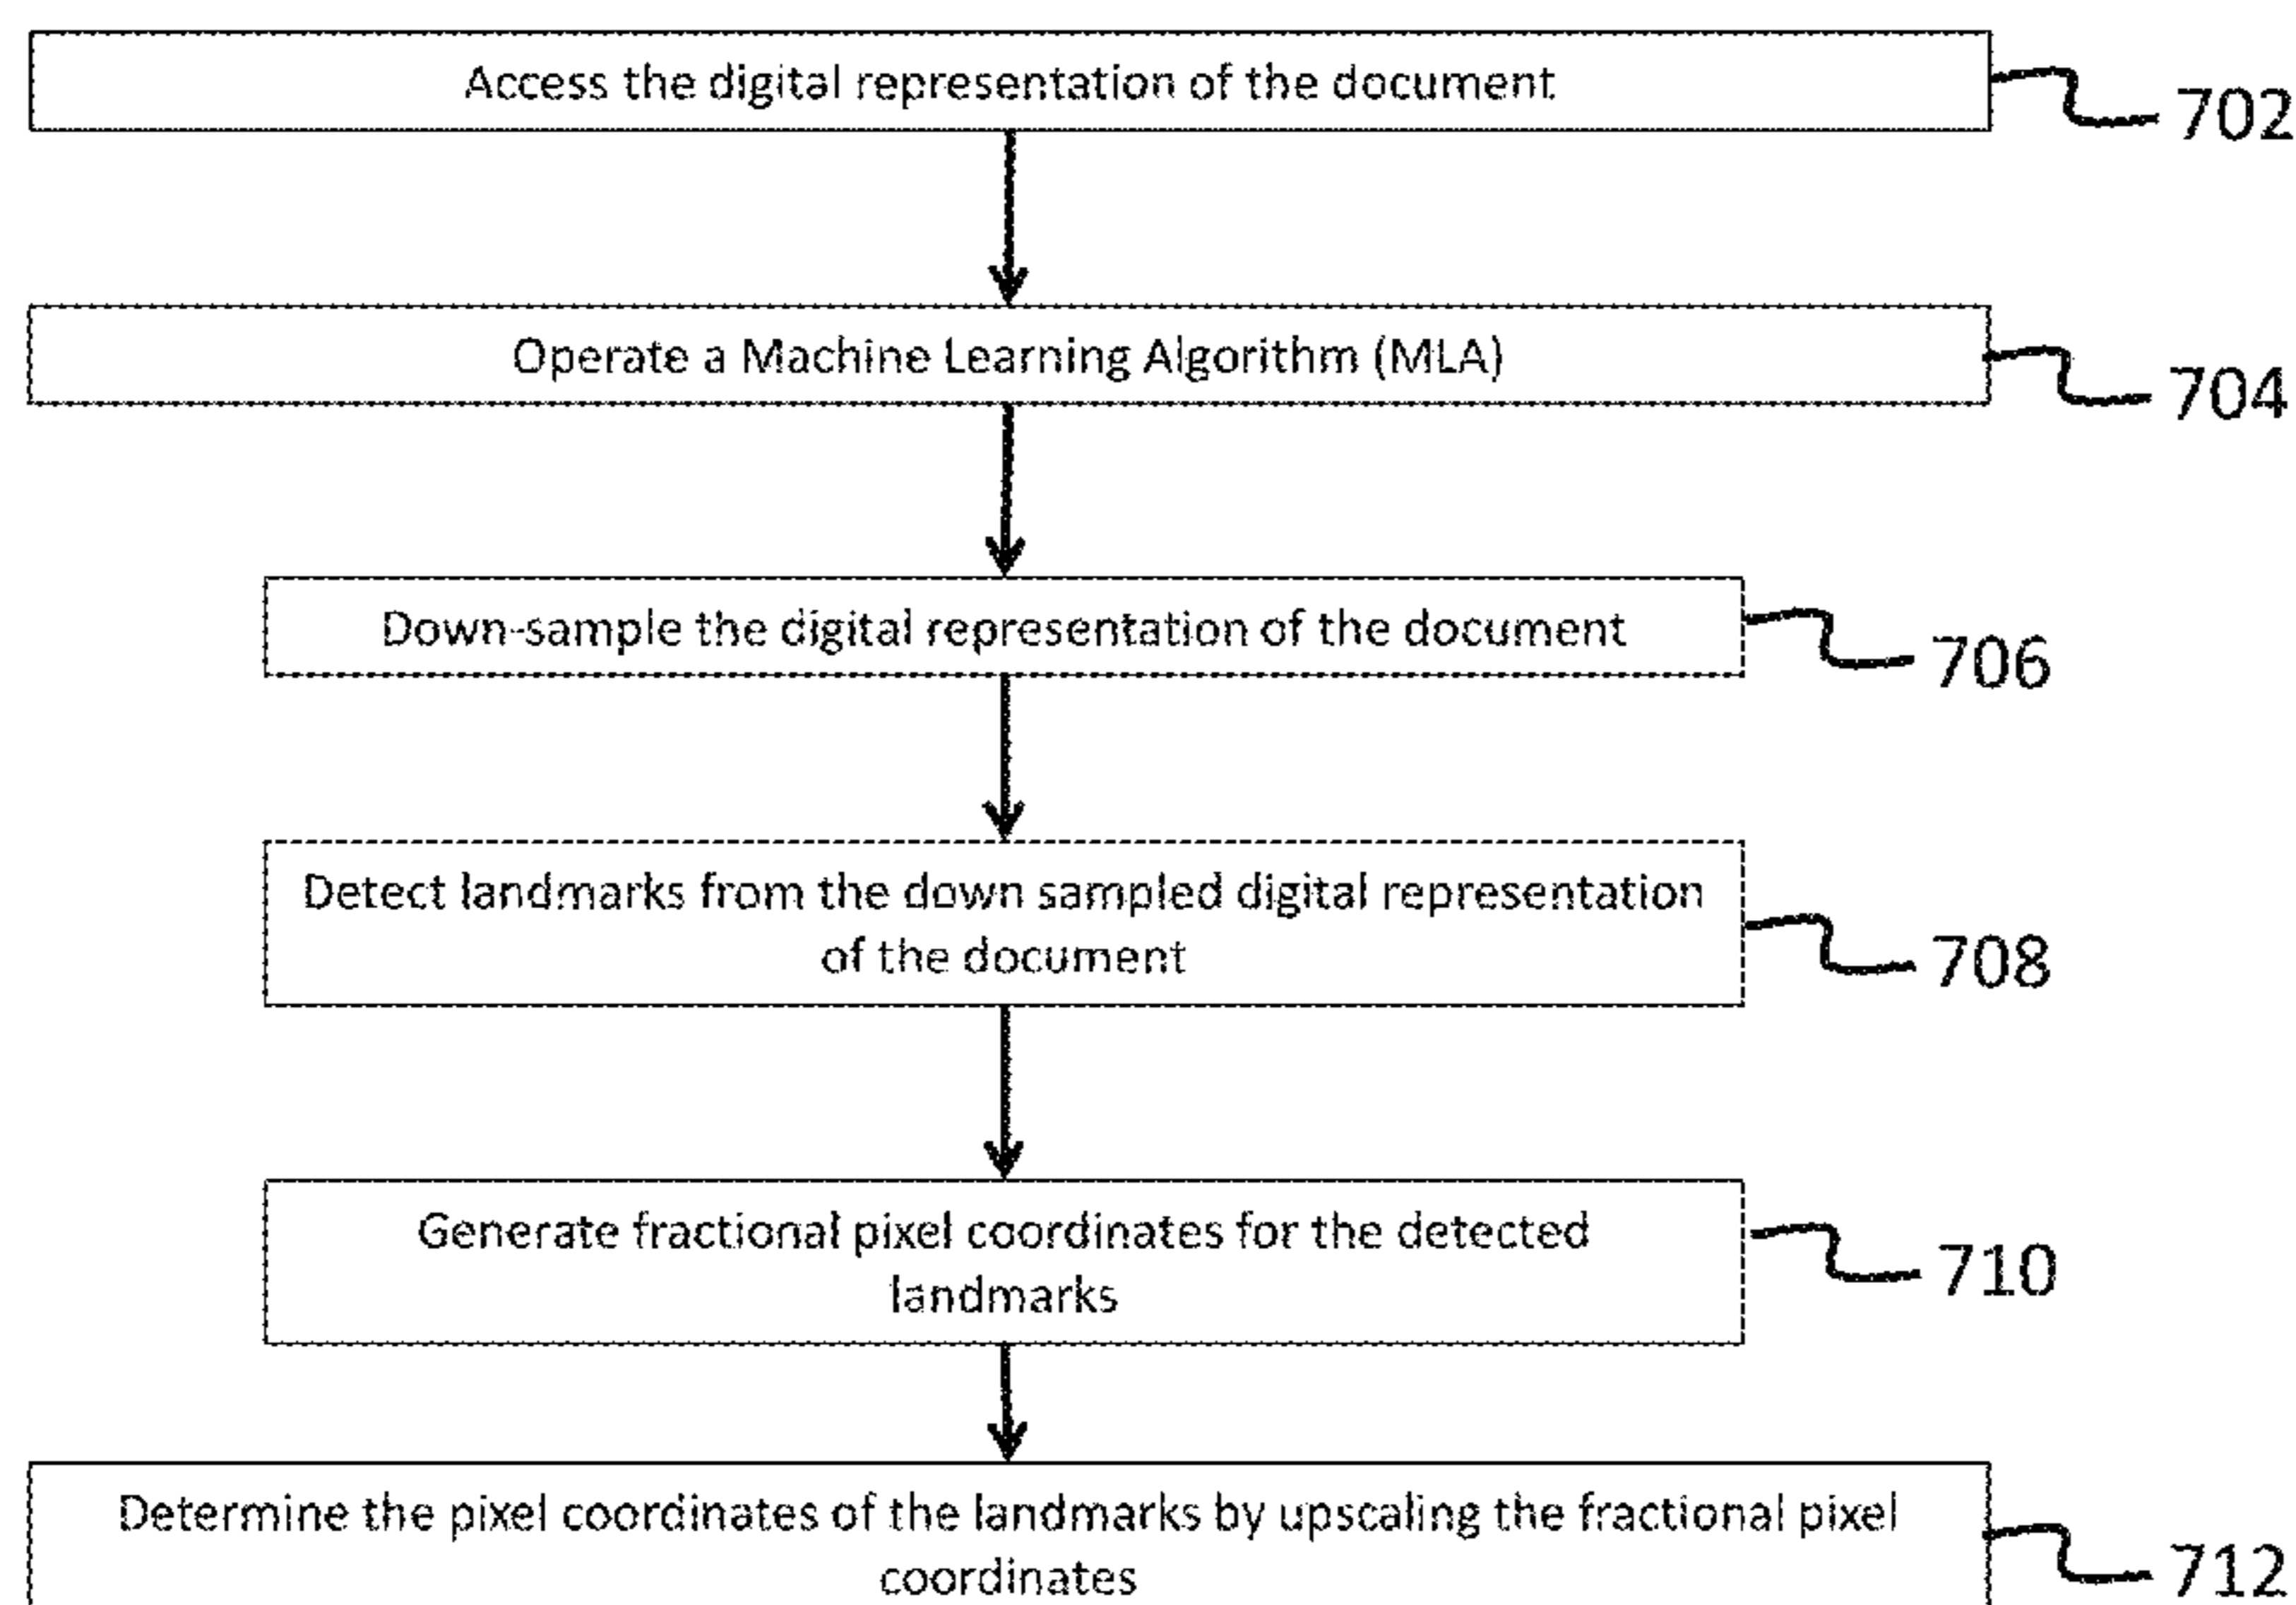 Access the digital representation of the document
702
Operate a Machine Learning Algorithm (MLA)
704
Down-sample the digital representation of the document
706
Detect landmarks from the down sampled digital representation
of the document
708
Generate fractional pixel coordinates for the detected
landmarks
710
Determine the pixel coordinates of the landmarks by upscaling the fractional pixel
coordinates
712